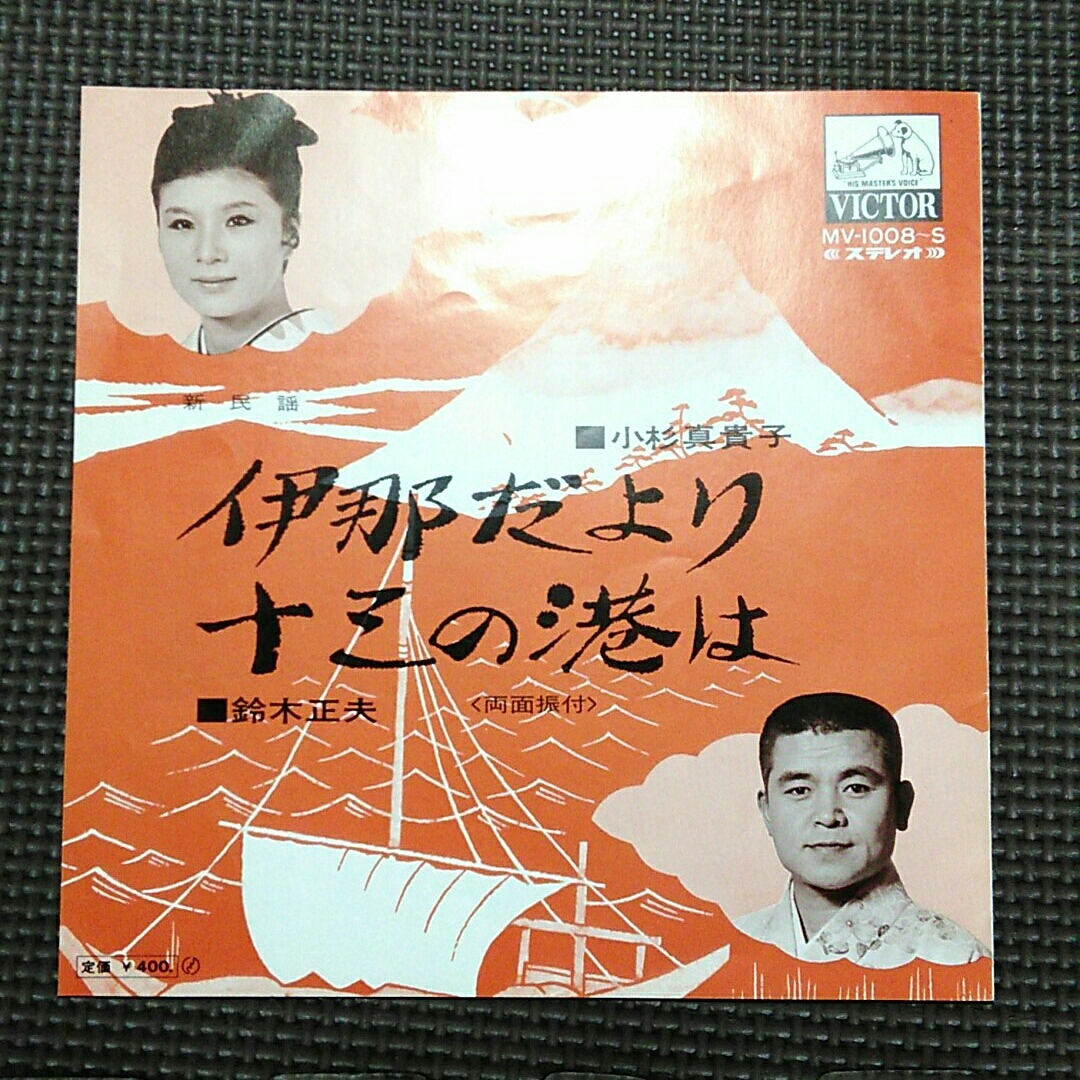 "HIS MASTER'S VOICE"
VICTOR
MV-1008~S
ステレオ
新民謡
■小杉真貴子
伊那だより
十三の港は
■鈴木正夫
<両面振付>
定価 ¥400.